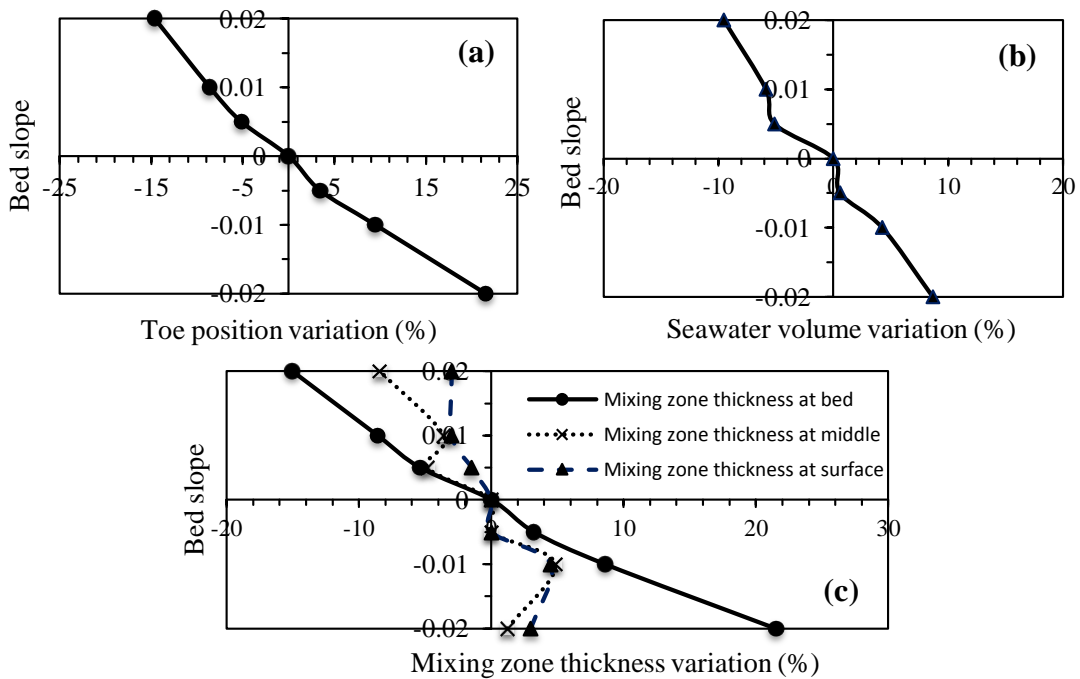 0.02
0.01
0
-0.01
-0.02
-25
-15
-5
5
15
25
(a)
Bed slope
Toe position variation (%)
0.02
0.01
0
-0.01
-0.02
-20
-10
0
10
20
(b)
Bed slope
Seawater volume variation (%)
0.02
0.01
0
-0.01
-0.02
-20
-10
0
10
20
30
Mixing zone thickness at bed
Mixing zone thickness at middle
Mixing zone thickness at surface
(c)
Bed slope
Mixing zone thickness variation (%)